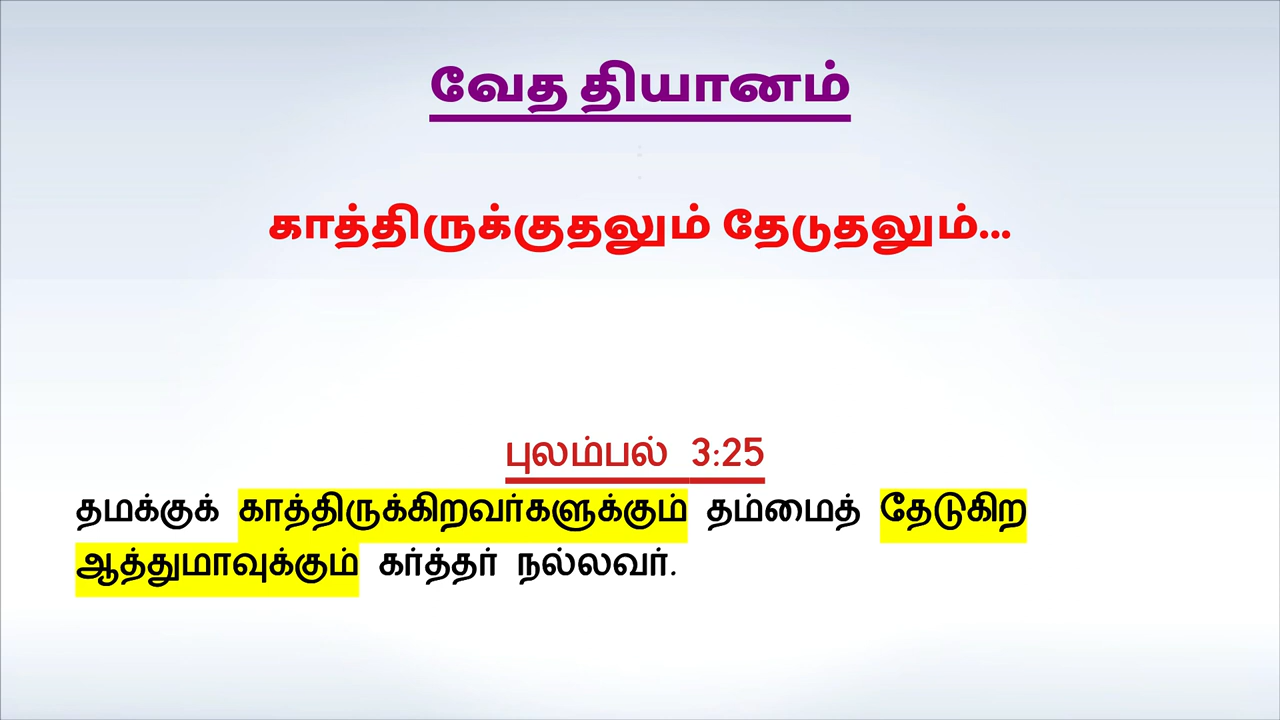 வேத தியானம்
காத்திருக்குதலும் தேடுதலும்...
புலம்பல் 3:25
தமக்குக் காத்திருக்கிறவர்களுக்கும் தம்மைத் தேடுகிற
ஆத்துமாவுக்கும் கர்த்தர் நல்லவர்.